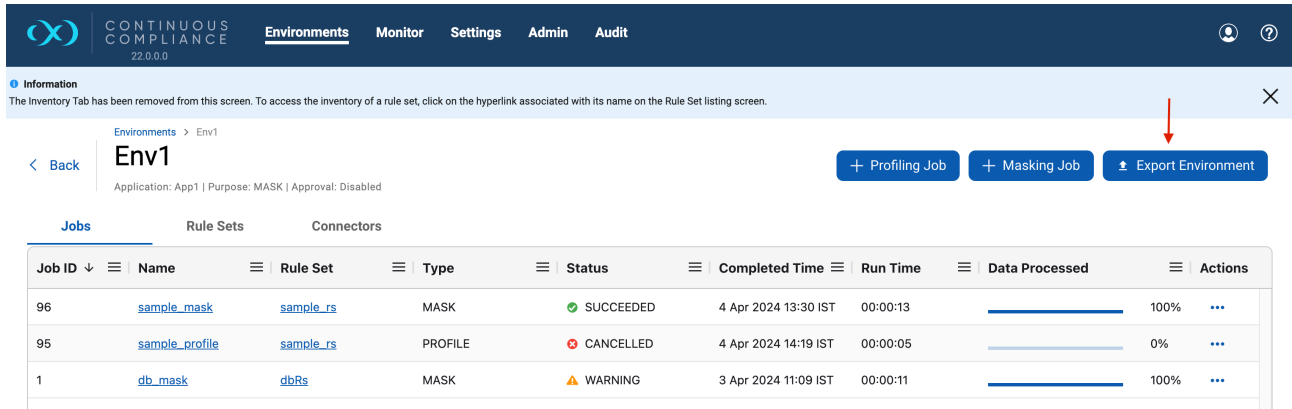 CONTINUOUS
COMPLIANCE
22.0.0.0
Environments Monitor Settings Admin Audit
Information
The Inventory Tab has been removed from this screen. To access the inventory of a rule set, click on the hyperlink associated with its name on the Rule Set listing screen.
Environments > Env1
Back
Env1
Application: App1 | Purpose: MASK | Approval: Disabled
+ Profiling Job + Masking Job Export Environment
Jobs Rule Sets Connectors
Job ID Name Rule Set Type Status Completed Time Run Time Data Processed Actions
96 sample_mask sample_rs MASK SUCCEEDED 4 Apr 2024 13:30 IST 00:00:13 100% •••
95 sample_profile sample_rs PROFILE CANCELLED 4 Apr 2024 14:19 IST 00:00:05 0% •••
1 db_mask dbRs MASK WARNING 3 Apr 2024 11:09 IST 00:00:11 100% •••